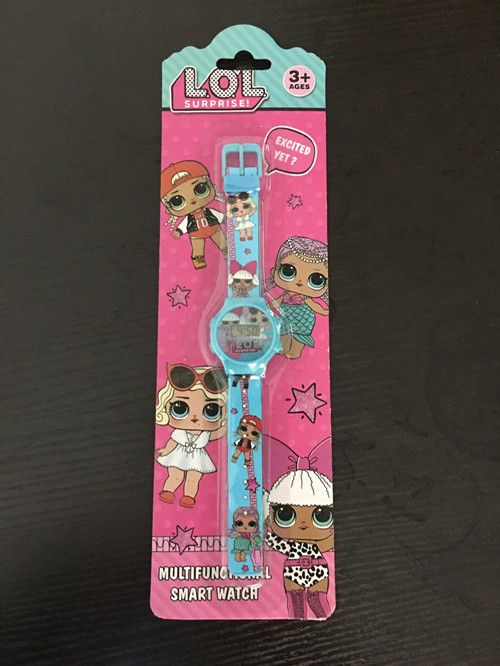 L.O.L
SURPRISE!
3+
AGES
EXCITED
YET?
L.O.L
MULTIFUNCTIONAL
SMART WATCH